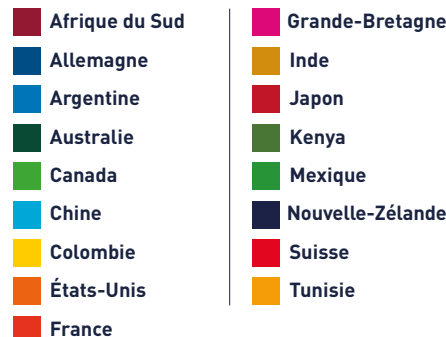 Afrique du Sud
Allemagne
Argentine
Australie
Canada
Chine
Colombie
États-Unis
France
Grande-Bretagne
Inde
Japon
Kenya
Mexique
Nouvelle-Zélande
Suisse
Tunisie